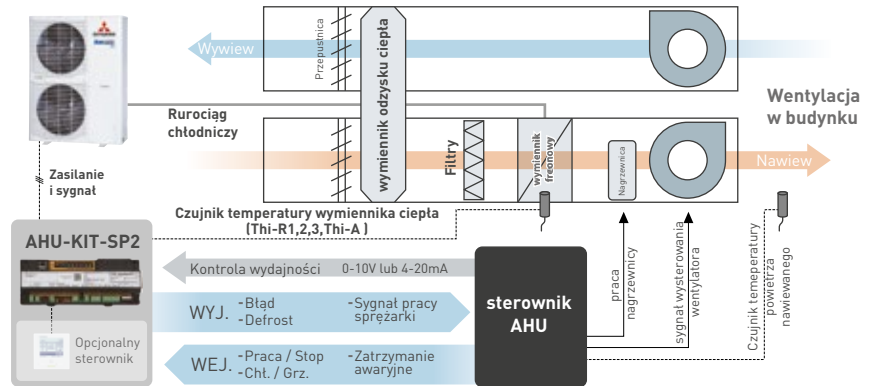 Wywiew
Przepustnica
wymiennik odzysku ciepła
Wentylacja
w budynku
Rurociąg
chłodniczy
Filtry
wymiennik
freonowy
Nagrzewnica
Nawiew
Zasilanie
i sygnał
Czujnik temperatury wymiennika ciepła
(Thi-R1,2,3,Thi-A )
AHU-KIT-SP2
Kontrola wydajności 0-10V lub 4-20mA
WYJ.
-Błąd
-Defrost
-Sygnał pracy
sprężarki
WEJ.
-Praca / Stop
-Chł. / Grz.
-Zatrzymanie
awaryjne
Opcjonalny
sterownik
sterownik
AHU
praca
nagrzewnicy
sygnał wysterowania
wentylatora
Czujnik temeperatury
powietrza
nawiewanego